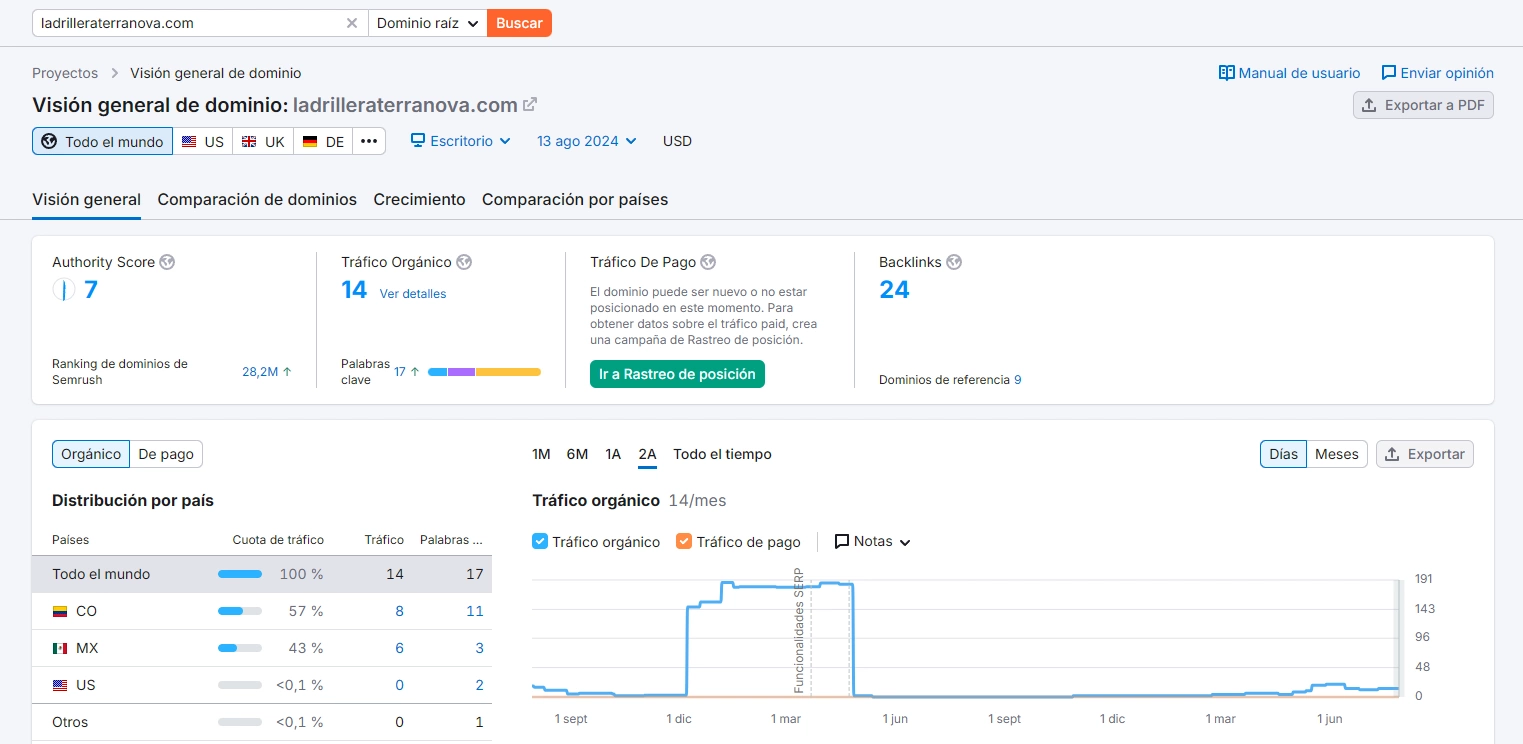 ladrilleraterranova.com Dominio raíz Buscar
Proyectos Visión general de dominio Manual de usuario Enviar opinión
Visión general de dominio: ladrilleraterranova.com Exportar a PDF
Todo el mundo US UK DE ••• Escritorio 13 ago 2024 USD
Visión general Comparación de dominios Crecimiento Comparación por países
Authority Score
7
Ranking de dominios de
Semrush
28,2M ↑
Tráfico Orgánico
14 Ver detalles
Palabras
clave
17 ↑
Tráfico De Pago
El dominio puede ser nuevo o no estar
posicionado en este momento. Para
obtener datos sobre el tráfico paid, crea
una campaña de Rastreo de posición.
Ir a Rastreo de posición
Backlinks
24
Dominios de referencia 9
Orgánico De pago
Distribución por país
Países Cuota de tráfico Tráfico Palabras ...
Todo el mundo 100 % 14 17
CO 57 % 8 11
MX 43 % 6 3
US <0,1 % 0 2
Otros <0,1 % 0 1
1M 6M 1A 2A Todo el tiempo Días Meses Exportar
Tráfico orgánico 14/mes
Tráfico orgánico Tráfico de pago Notas
Funcionalidades SERP
191
143
96
48
0
1 sept 1 dic 1 mar 1 jun 1 sept 1 dic 1 mar 1 jun